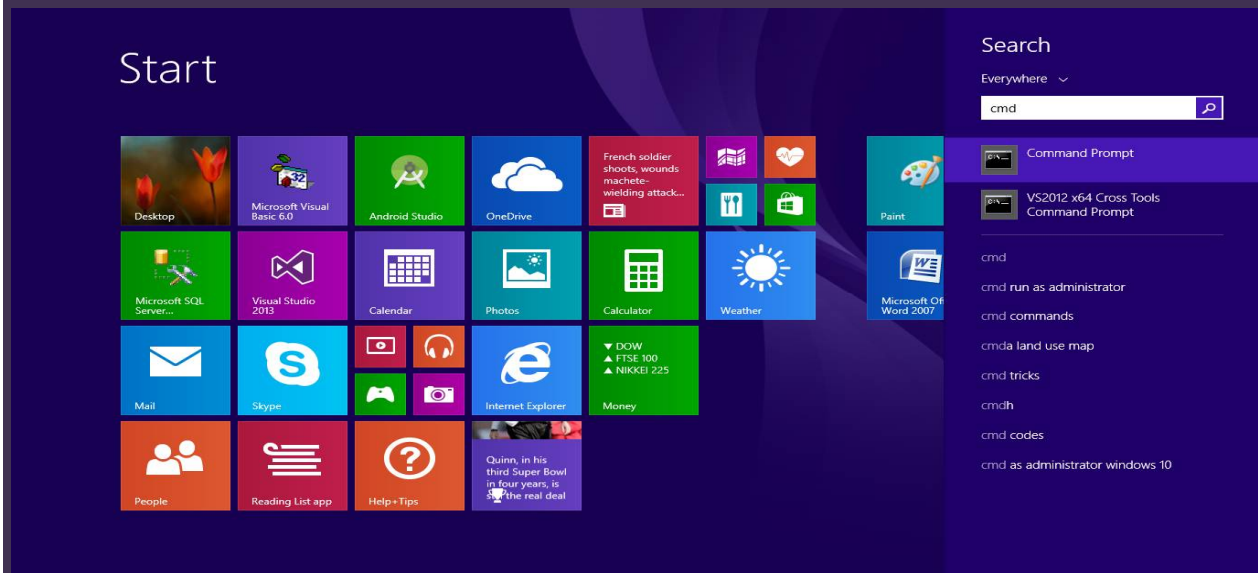 Start
Desktop
Microsoft Visual
Basic 6.0
32
Android Studio
OneDrive
French soldier
shoots, wounds
machete-
wielding attack...
Paint
Microsoft SQL
Server...
Visual Studio
2013
Calendar
Photos
Calculator
Weather
W
Microsoft Of
Word 2007
Mail
S
Skype
Internet Explorer
▼ DOW
▲ FTSE 100
▲ NIKKEI 225
Money
People
Reading List app
?
Help+Tips
Quinn, in his
third Super Bowl
in four years, is
the real deal
Search
Everywhere
cmd
Command Prompt
VS2012 x64 Cross Tools
Command Prompt
cmd
cmd run as administrator
cmd commands
cmda land use map
cmd tricks
cmdh
cmd codes
cmd as administrator windows 10